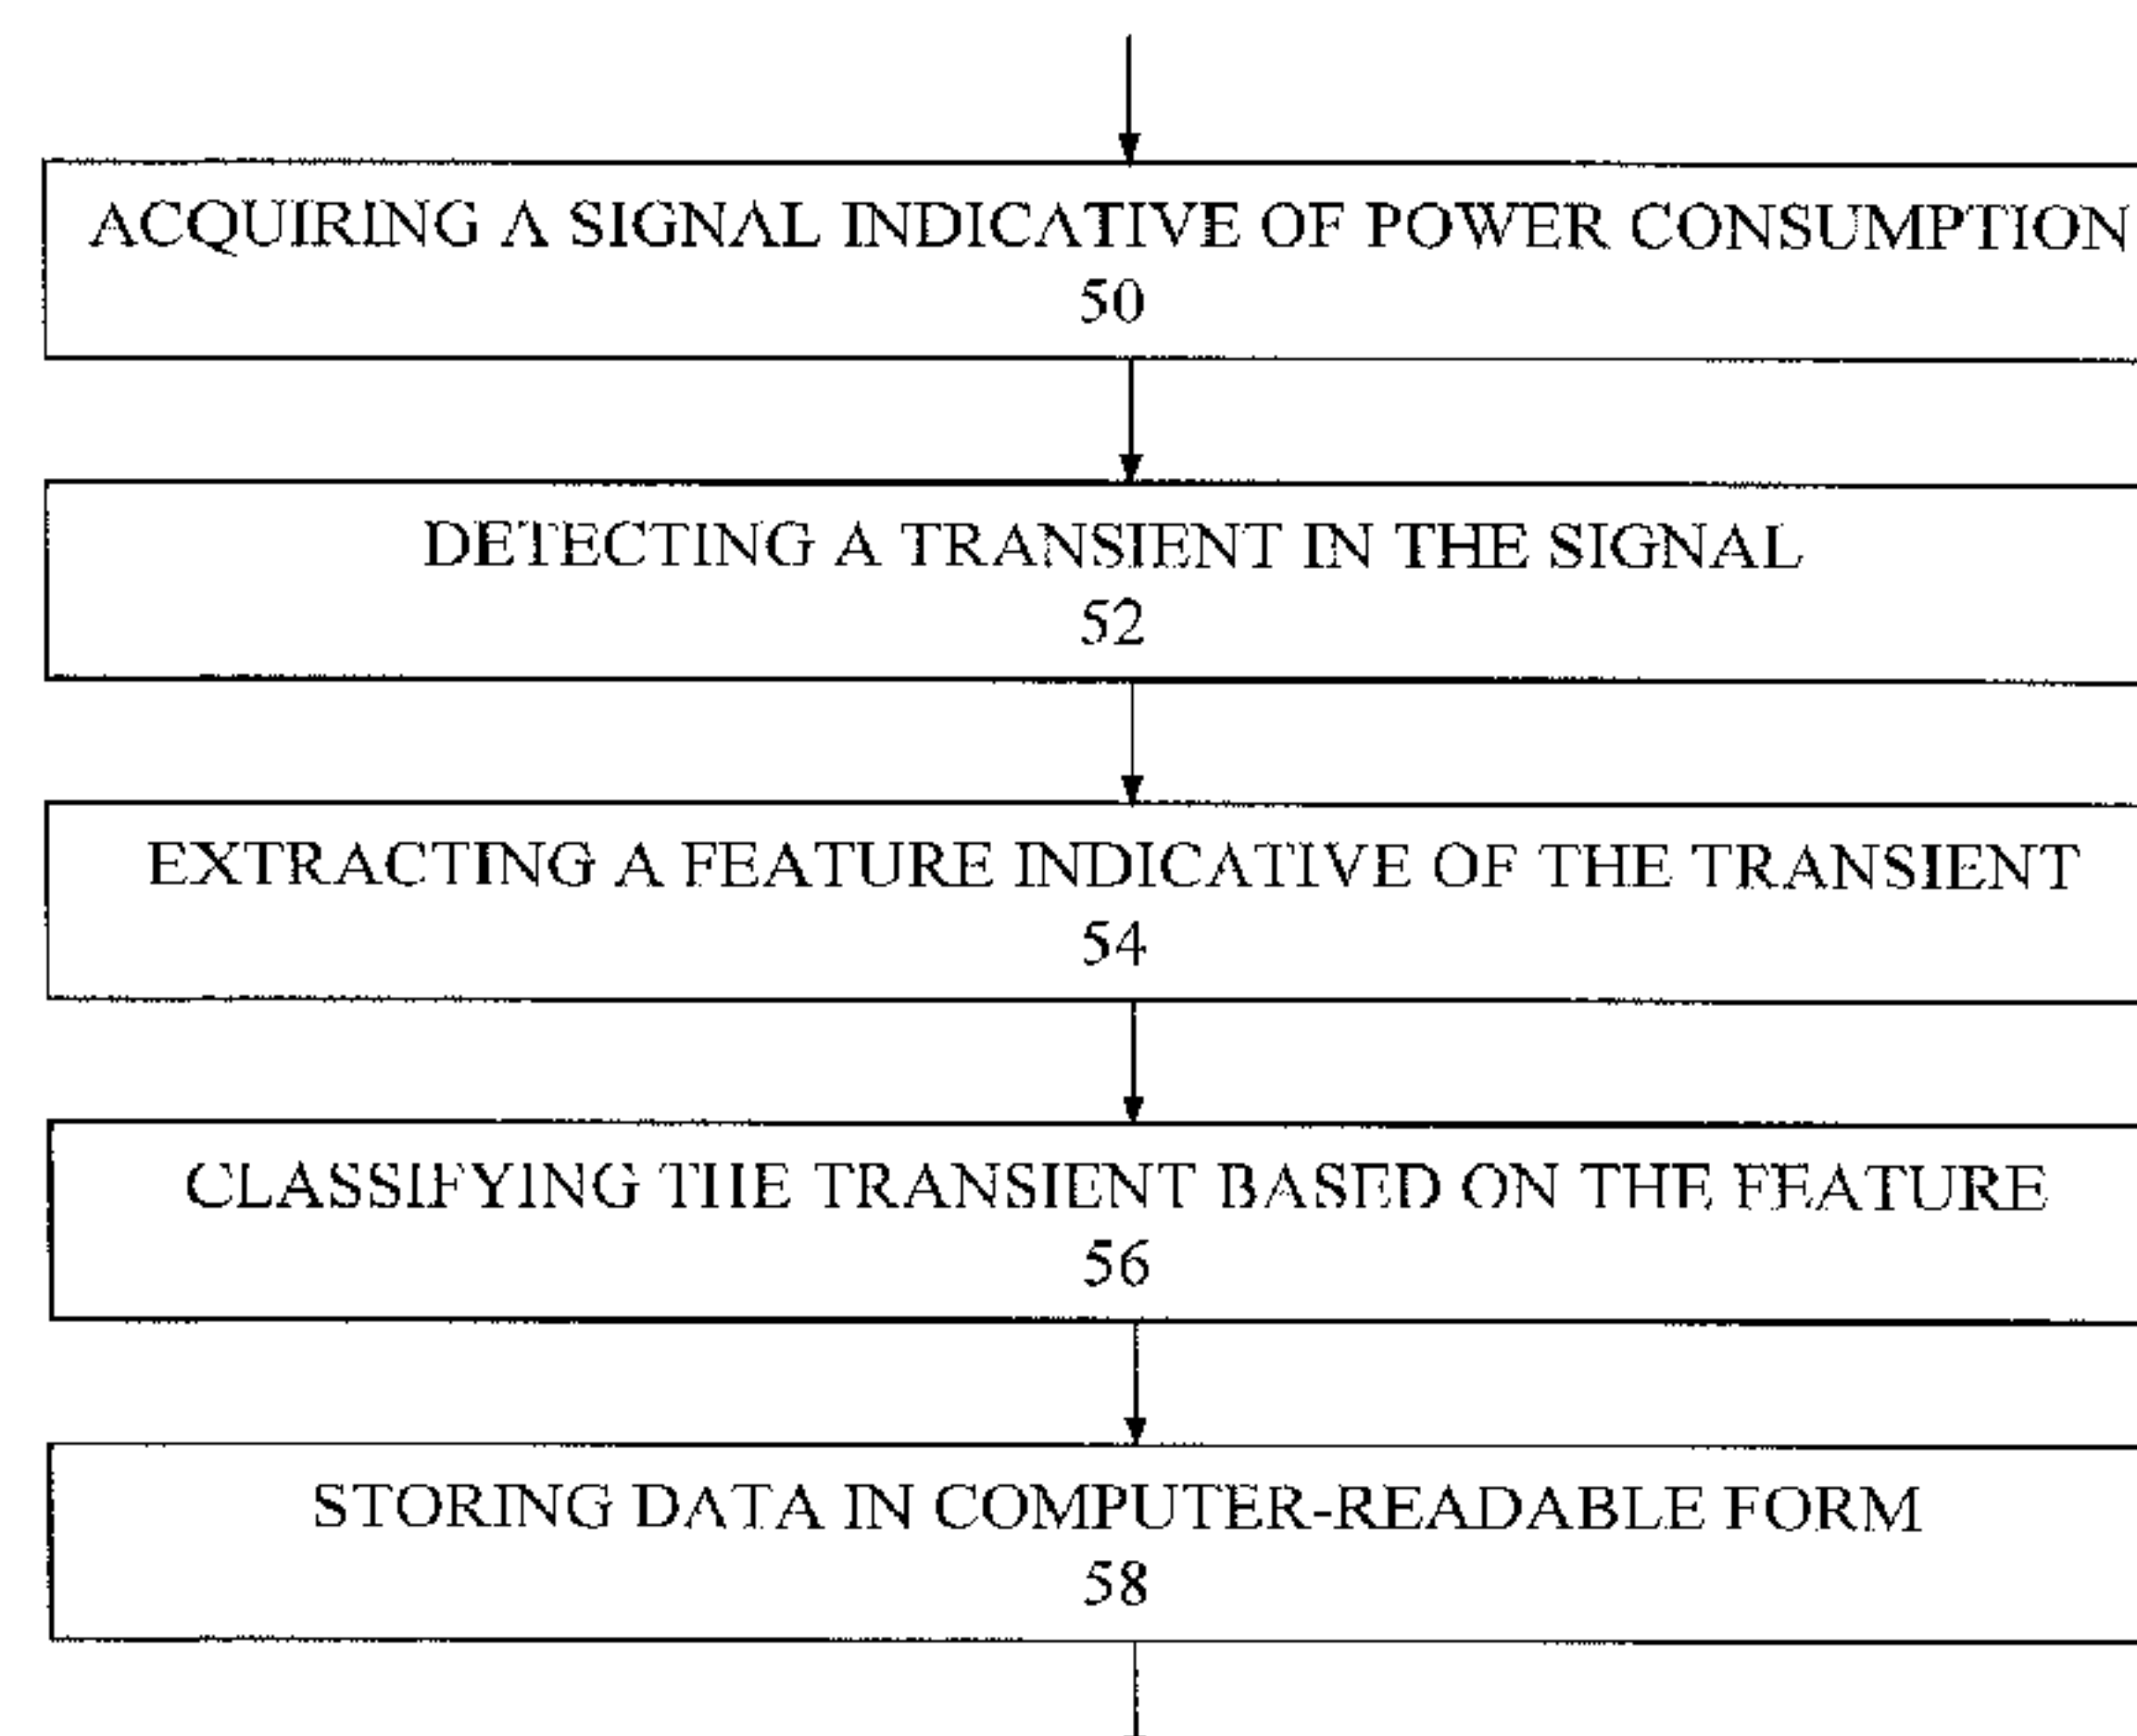 ACQUIRING A SIGNAL INDICATIVE OF POWER CONSUMPTION
50
DETECTING A TRANSIENT IN THE SIGNAL
52
EXTRACTING A FEATURE INDICATIVE OF THE TRANSIENT
54
CLASSIFYING THE TRANSIENT BASED ON THE FEATURE
56
STORING DATA IN COMPUTER-READABLE FORM
58